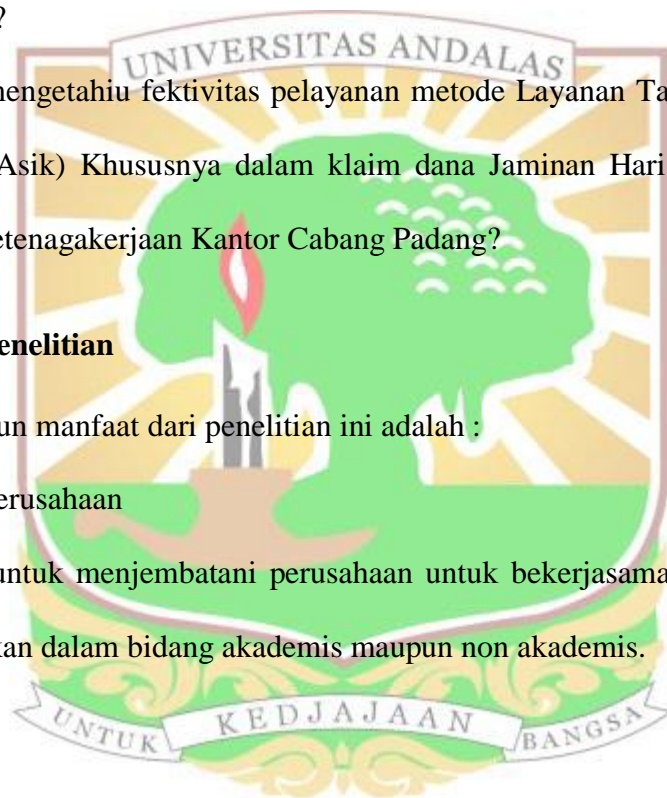 ?
UNIVERSITAS ANDALAS
mengetahiu fektivitas pelayanan metode Layanan Ta
Asik) Khususnya dalam klaim dana Jaminan Hari
etenagakerjaan Kantor Cabang Padang?
enelitian
un manfaat dari penelitian ini adalah :
erusahaan
untuk menjembatani perusahaan untuk bekerjasama
kan dalam bidang akademis maupun non akademis.
UNTUK KEDJAJAAN BANGSA